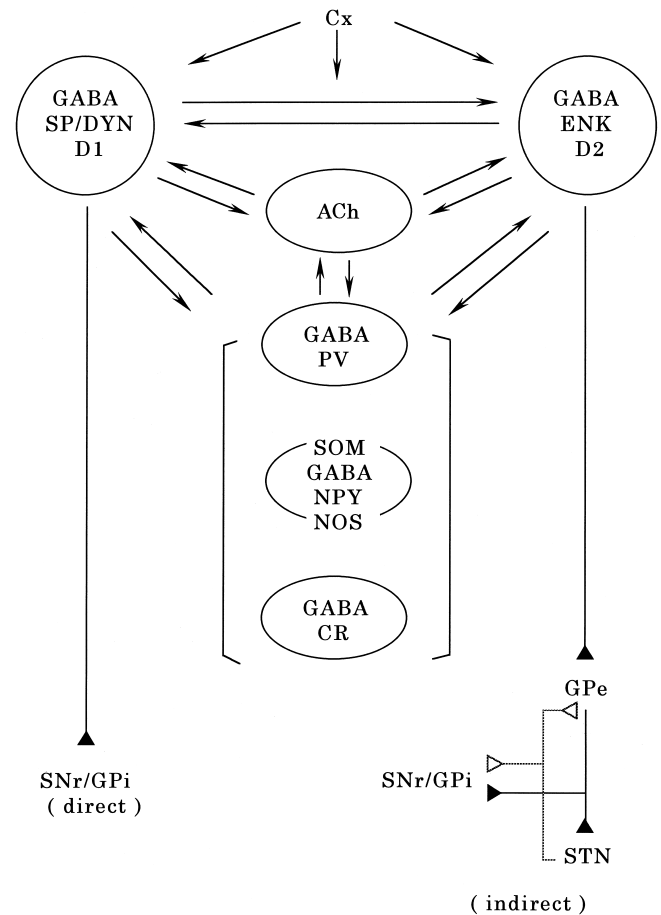 Cx
GABA
SP/DYN
D1
GABA
ENK
D2
ACh
GABA
PV
SOM
GABA
NPY
NOS
GABA
CR
GPe
SNr/GPi
( direct )
SNr/GPi
STN
( indirect )